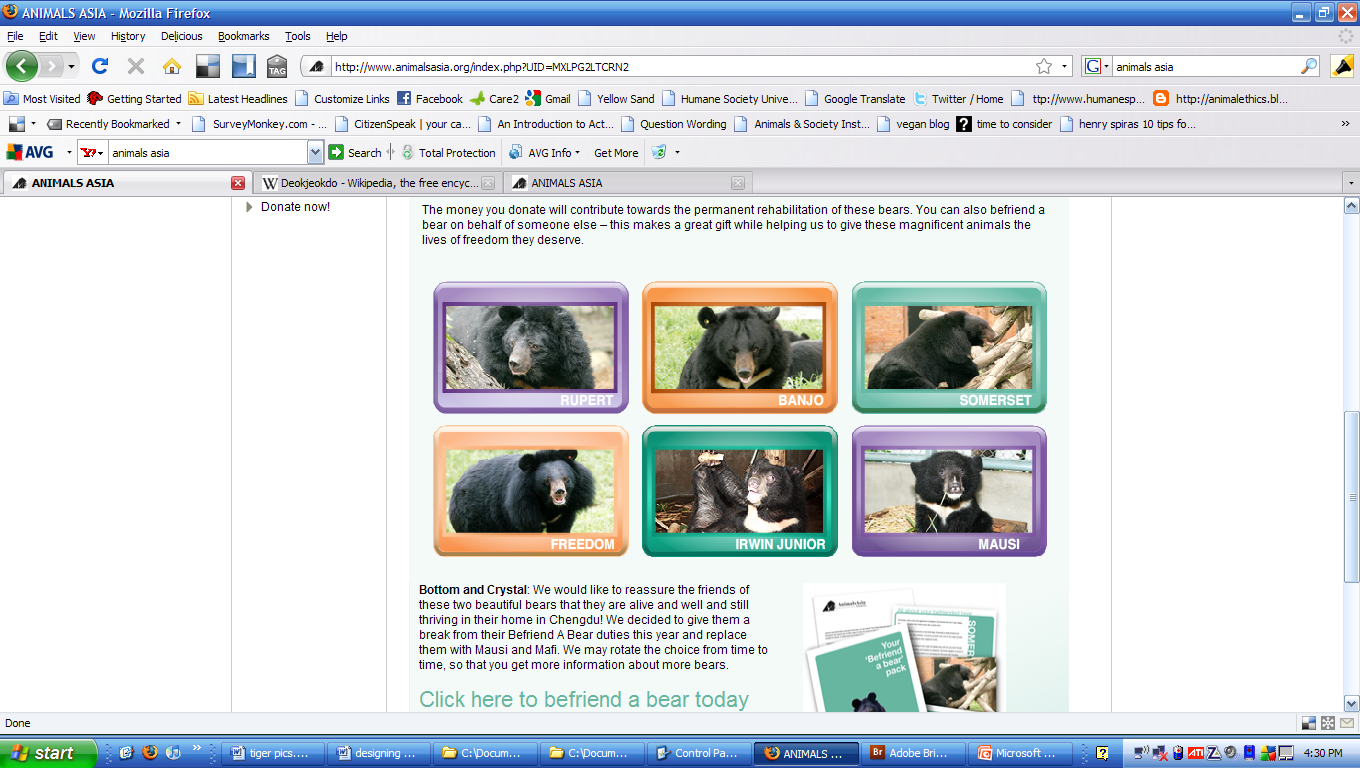 ANIMALS ASIA - Mozilla Firefox
File Edit View History Delicious Bookmarks Tools Help
TAG http://www.animalsasia.org/index.php?UID=MXLPG2LTCRN2 G animals asia
Most Visited Getting Started Latest Headlines Customize Links Facebook Care2 Gmail Yellow Sand Humane Society Unive... Google Translate Twitter / Home ttp://www.humanesp... http://animalethics.bl...
Recently Bookmarked SurveyMonkey.com - ... CitizenSpeak | your ca... An Introduction to Act... Question Wording Animals & Society Inst... vegan blog ? time to consider henry spiras 10 tips fo... »
AVG Y? animals asia Search Total Protection AVG Info Get More
ANIMALS ASIA W Deokjeokdo - Wikipedia, the free encyc... ANIMALS ASIA
Donate now!
The money you donate will contribute towards the permanent rehabilitation of these bears. You can also befriend a
bear on behalf of someone else – this makes a great gift while helping us to give these magnificent animals the
lives of freedom they deserve.
RUPERT BANJO SOMERSET
FREEDOM IRWIN JUNIOR MAUSI
Bottom and Crystal: We would like to reassure the friends of
these two beautiful bears that they are alive and well and still
thriving in their home in Chengdu! We decided to give them a
break from their Befriend A Bear duties this year and replace
them with Mausi and Mafi. We may rotate the choice from time to
time, so that you get more information about more bears.
Click here to befriend a bear today
Your
'Befriend
a bear'
pack
Done
start » tiger pics.... designing ... C:\Docum... C:\Docum... Control Pa... ANIMALS ... Br Adobe Bri... Microsoft ... ? ATI 4:30 PM